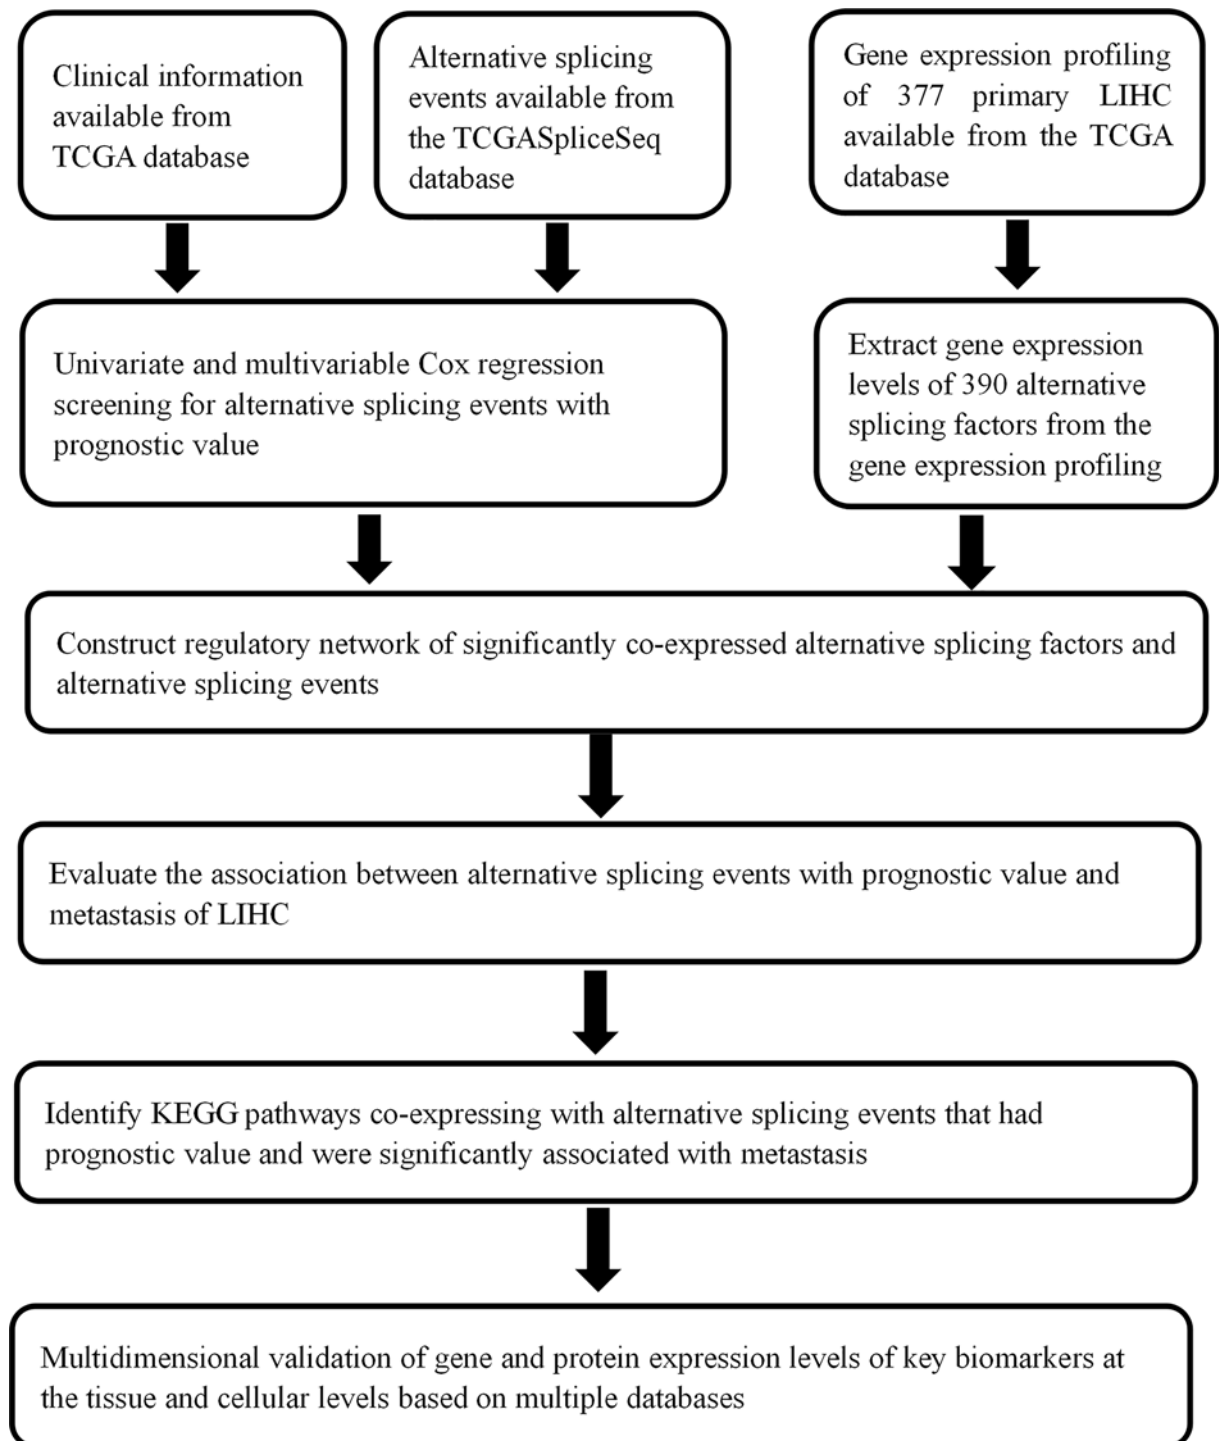 Clinical information
available from
TCGA database
Alternative splicing
events available from
the TCGASpliceSeq
database
Gene expression profiling
of 377 primary LIHC
available from the TCGA
database
Univariate and multivariable Cox regression
screening for alternative splicing events with
prognostic value
Extract gene expression
levels of 390 alternative
splicing factors from the
gene expression profiling
Construct regulatory network of significantly co-expressed alternative splicing factors and
alternative splicing events
Evaluate the association between alternative splicing events with prognostic value and
metastasis of LIHC
Identify KEGG pathways co-expressing with alternative splicing events that had
prognostic value and were significantly associated with metastasis
Multidimensional validation of gene and protein expression levels of key biomarkers at
the tissue and cellular levels based on multiple databases